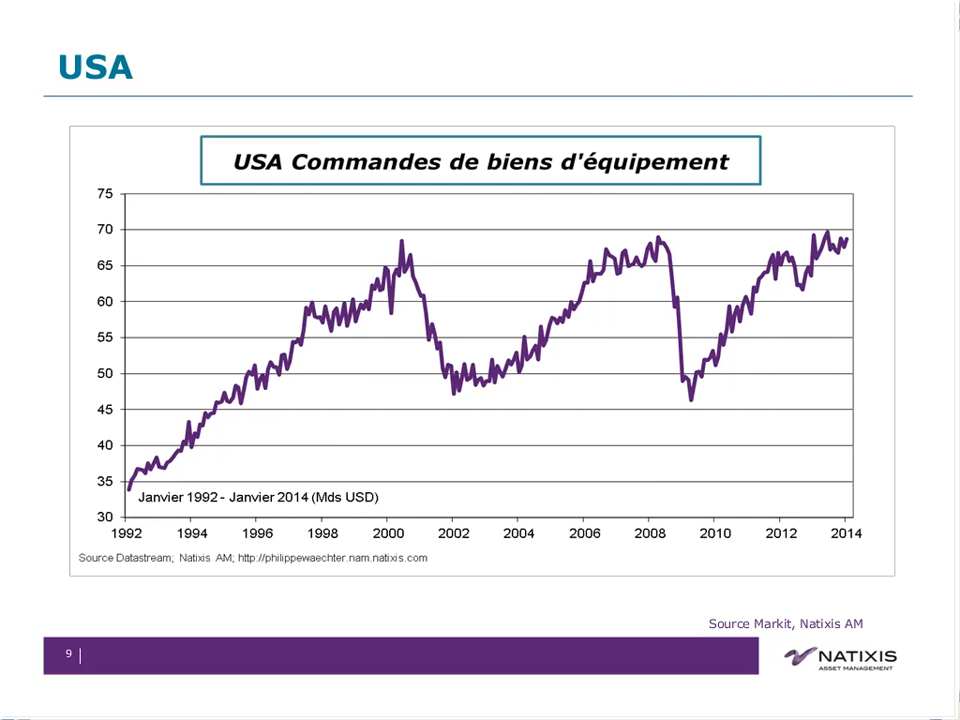 USA
USA Commandes de biens d'équipement
75
70
65
60
55
50
45
40
35
30
Janvier 1992 - Janvier 2014 (Mds USD)
1992 1994 1996 1998 2000 2002 2004 2006 2008 2010 2012 2014
Source Datastream; Natixis AM; http://philippewaechter.nam.natixis.com
Source Markit, Natixis AM
9
NATIXIS
ASSET MANAGEMENT